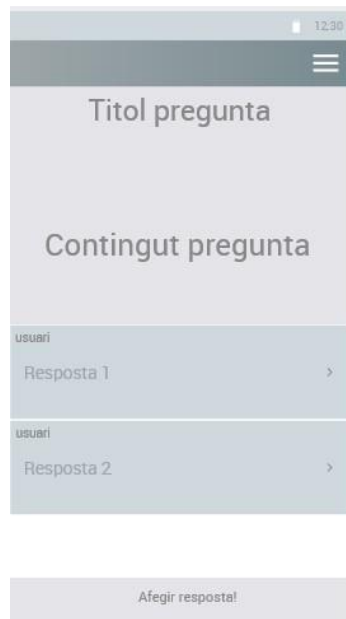 12:30
Titol pregunta
Contingut pregunta
usuari
Resposta 1
usuari
Resposta 2
Afegir resposta!